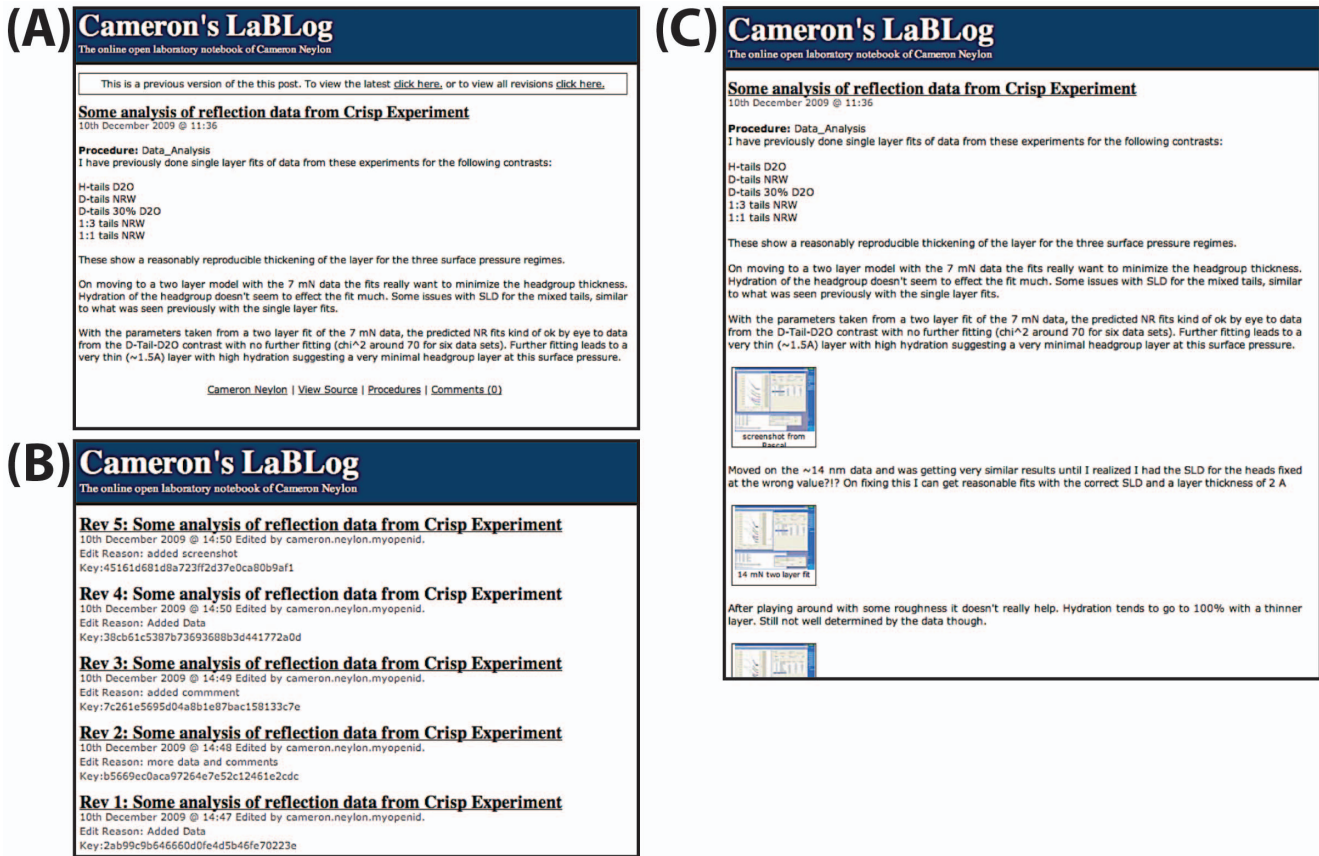 (A)
Cameron's LaBLog
The online open laboratory notebook of Cameron Neylon
This is a previous version of the this post. To view the latest click here. or to view all revisions click here.
Some analysis of reflection data from Crisp Experiment
10th December 2009 @ 11:36
Procedure: Data_Analysis
I have previously done single layer fits of data from these experiments for the following contrasts:
H-tails D2O
D-tails NRW
D-tails 30% D2O
1:3 tails NRW
1:1 tails NRW
These show a reasonably reproducible thickening of the layer for the three surface pressure regimes.
On moving to a two layer model with the 7 mN data the fits really want to minimize the headgroup thickness.
Hydration of the headgroup doesn't seem to effect the fit much. Some issues with SLD for the mixed tails, similar
to what was seen previously with the single layer fits.
With the parameters taken from a two layer fit of the 7 mN data, the predicted NR fits kind of ok by eye to data
from the D-Tail-D2O contrast with no further fitting (chi^2 around 70 for six data sets). Further fitting leads to a
very thin (~1.5A) layer with high hydration suggesting a very minimal headgroup layer at this surface pressure.
Cameron Neylon | View Source | Procedures | Comments (0)
(B)
Cameron's LaBLog
The online open laboratory notebook of Cameron Neylon
Rev 5: Some analysis of reflection data from Crisp Experiment
10th December 2009 @ 14:50 Edited by cameron.neylon.myopenid.
Edit Reason: added screenshot
Key:45161d681d8a723ff2d37e0ca80b9af1
Rev 4: Some analysis of reflection data from Crisp Experiment
10th December 2009 @ 14:50 Edited by cameron.neylon.myopenid.
Edit Reason: Added Data
Key:38cb61c5387b73693688b3d441772a0d
Rev 3: Some analysis of reflection data from Crisp Experiment
10th December 2009 @ 14:49 Edited by cameron.neylon.myopenid.
Edit Reason: added commment
Key:7c261e5695d04a8b1e87bac158133c7e
Rev 2: Some analysis of reflection data from Crisp Experiment
10th December 2009 @ 14:48 Edited by cameron.neylon.myopenid.
Edit Reason: more data and comments
Key:b5669ec0aca97264e7e52c12461e2cdc
Rev 1: Some analysis of reflection data from Crisp Experiment
10th December 2009 @ 14:47 Edited by cameron.neylon.myopenid.
Edit Reason: Added Data
Key:2ab99c9b646660d0fe4d5b46fe70223e
(C)
Cameron's LaBLog
The online open laboratory notebook of Cameron Neylon
Some analysis of reflection data from Crisp Experiment
10th December 2009 @ 11:36
Procedure: Data_Analysis
I have previously done single layer fits of data from these experiments for the following contrasts:
H-tails D2O
D-tails NRW
D-tails 30% D2O
1:3 tails NRW
1:1 tails NRW
These show a reasonably reproducible thickening of the layer for the three surface pressure regimes.
On moving to a two layer model with the 7 mN data the fits really want to minimize the headgroup thickness.
Hydration of the headgroup doesn't seem to effect the fit much. Some issues with SLD for the mixed tails, similar
to what was seen previously with the single layer fits.
With the parameters taken from a two layer fit of the 7 mN data, the predicted NR fits kind of ok by eye to data
from the D-Tail-D2O contrast with no further fitting (chi^2 around 70 for six data sets). Further fitting leads to a
very thin (~1.5A) layer with high hydration suggesting a very minimal headgroup layer at this surface pressure.
screenshot from
Rascal
Moved on the ~14 nm data and was getting very similar results until I realized I had the SLD for the heads fixed
at the wrong value?!? On fixing this I can get reasonable fits with the correct SLD and a layer thickness of 2 A
14 mN two layer fit
After playing around with some roughness it doesn't really help. Hydration tends to go to 100% with a thinner
layer. Still not well determined by the data though.